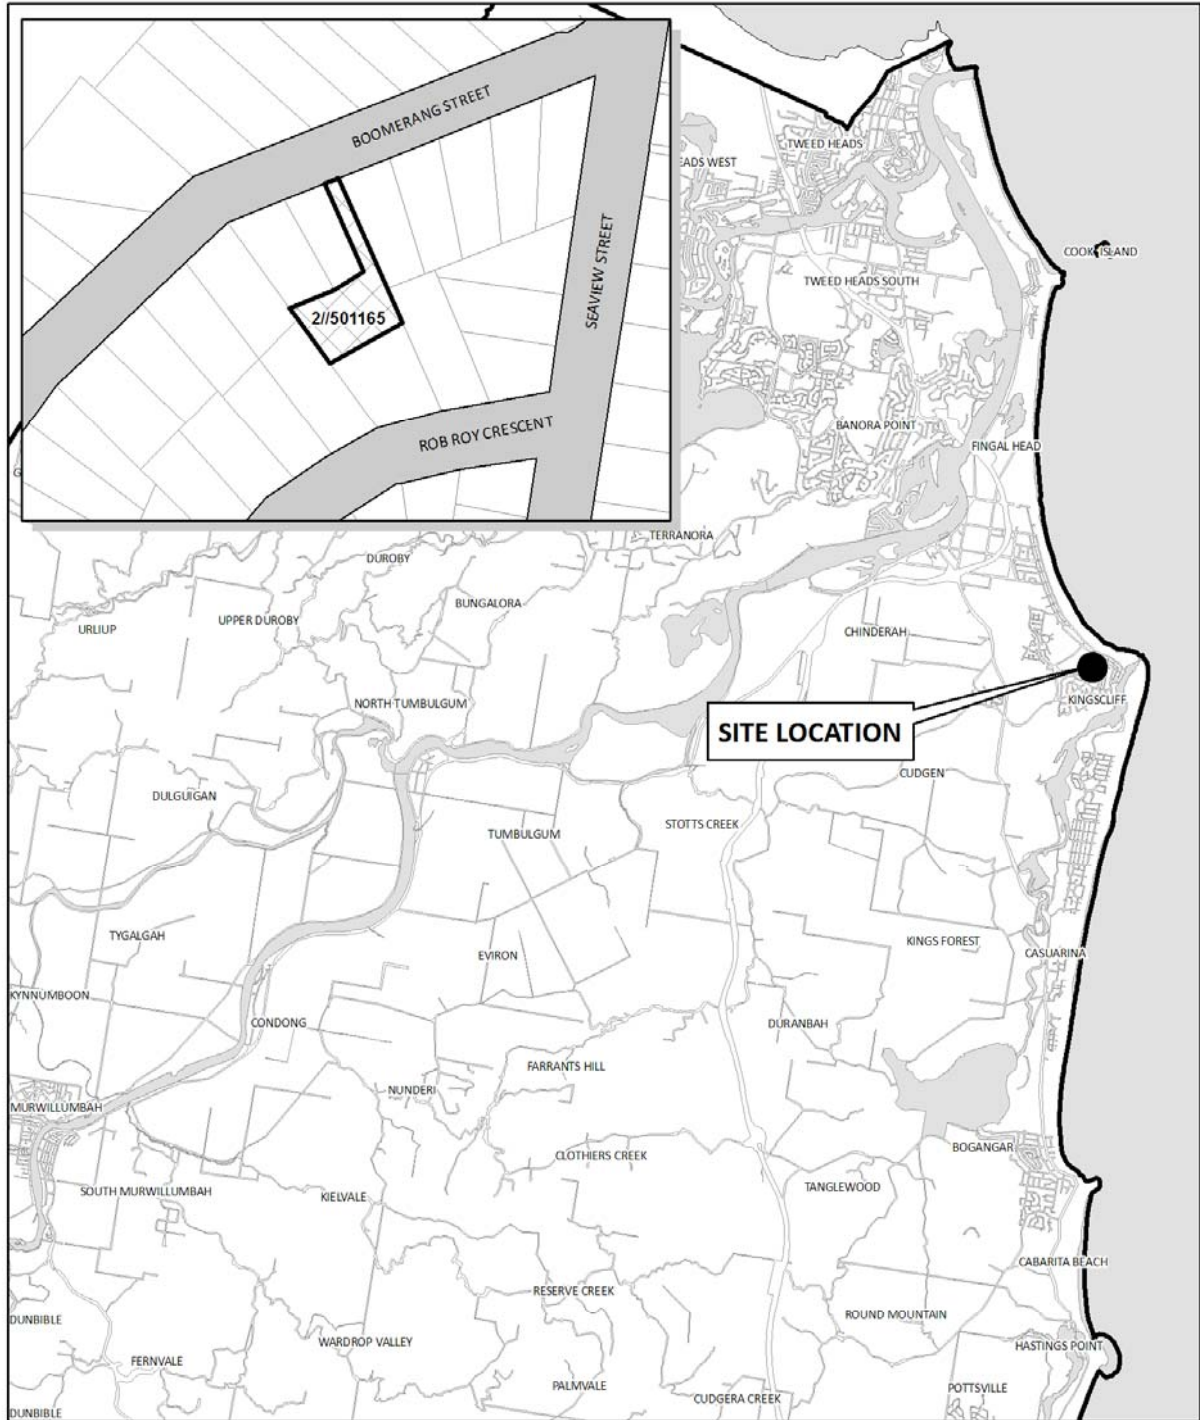 BOOMERANG STREET
SEAVIEW STREET
2//501165
ROB ROY CRESCENT
TWEED HEADS
EADS WEST
COOK ISLAND
TWEED HEADS SOUTH
BANORA POINT
FINGAL HEAD
G
TERRANORA
DUROBY
BUNGALORA
UPPER DUROBY
URLIUP
CHINDERAH
KINGSCLIFF
NORTH TUMBULGUM
SITE LOCATION
CUDGEN
DULGUIGAN
STOTTS CREEK
TUMBULGUM
TYGALGAH
KINGS FOREST
EVIRON
CASUARINA
KYNNUMBOON
CONDONG
DURANBAH
FARRANTS HILL
NUNDERI
MURWILLUMBAH
BOGANGAR
CLOTHIERS CREEK
TANGLEWOOD
SOUTH MURWILLUMBAH
KIELVALE
CABARITA BEACH
RESERVE CREEK
ROUND MOUNTAIN
DUNBIBLE
WARDROP VALLEY
HASTINGS POINT
FERNVALE
PALMVALE
POTTSVILLE
CUDGERA CREEK
DUNBIBLE